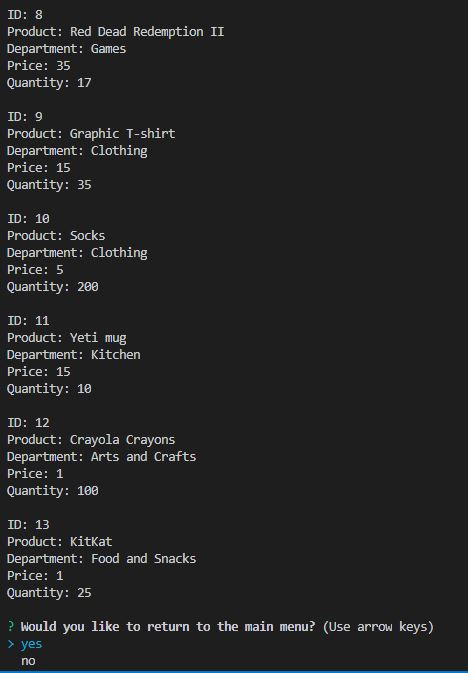 ID: 8
Product: Red Dead Redemption II
Department: Games
Price: 35
Quantity: 17
ID: 9
Product: Graphic T-shirt
Department: Clothing
Price: 15
Quantity: 35
ID: 10
Product: Socks
Department: Clothing
Price: 5
Quantity: 200
ID: 11
Product: Yeti mug
Department: Kitchen
Price: 15
Quantity: 10
ID: 12
Product: Crayola Crayons
Department: Arts and Crafts
Price: 1
Quantity: 100
ID: 13
Product: KitKat
Department: Food and Snacks
Price: 1
Quantity: 25
? Would you like to return to the main menu? (Use arrow keys)
> yes
no